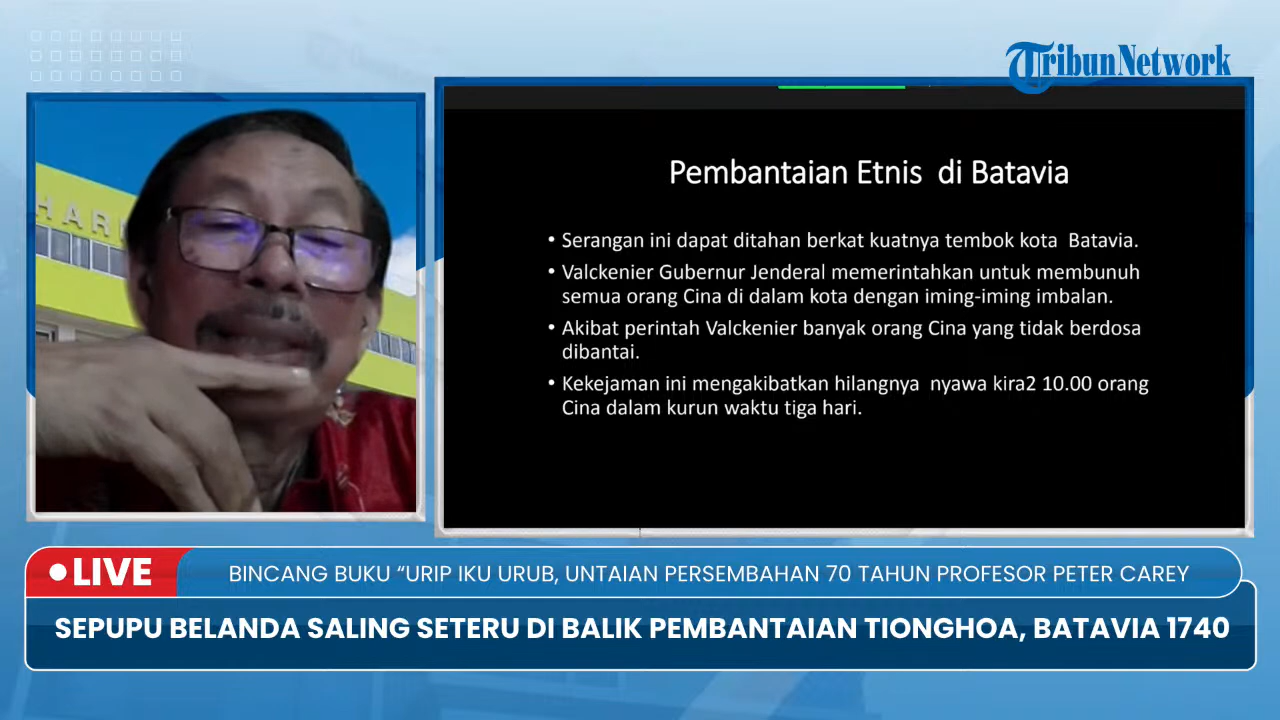 TribunNetwork
HARI
Pembantaian Etnis di Batavia
• Serangan ini dapat ditahan berkat kuatnya tembok kota Batavia.
• Valckenier Gubernur Jenderal memerintahkan untuk membunuh
semua orang Cina di dalam kota dengan iming-iming imbalan.
• Akibat perintah Valckenier banyak orang Cina yang tidak berdosa
dibantai.
• Kekejaman ini mengakibatkan hilangnya nyawa kira2 10.00 orang
Cina dalam kurun waktu tiga hari.
LIVE
BINCANG BUKU “URIP IKU URUB, UNTAIAN PERSEMBAHAN 70 TAHUN PROFESOR PETER CAREY
SEPUPU BELANDA SALING SETERU DI BALIK PEMBANTAIAN TIONGHOA, BATAVIA 1740